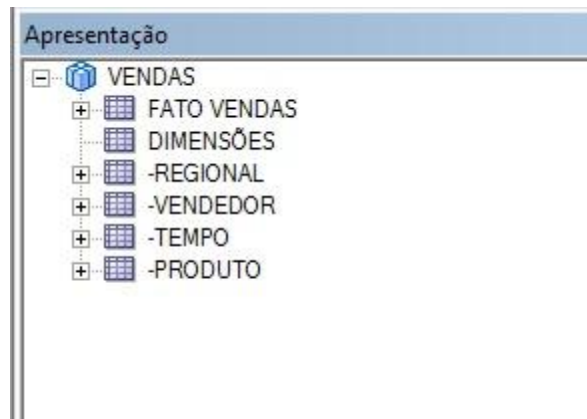 Apresentação
VENDAS
FATO VENDAS
DIMENSÕES
-REGIONAL
-VENDEDOR
-TEMPO
-PRODUTO